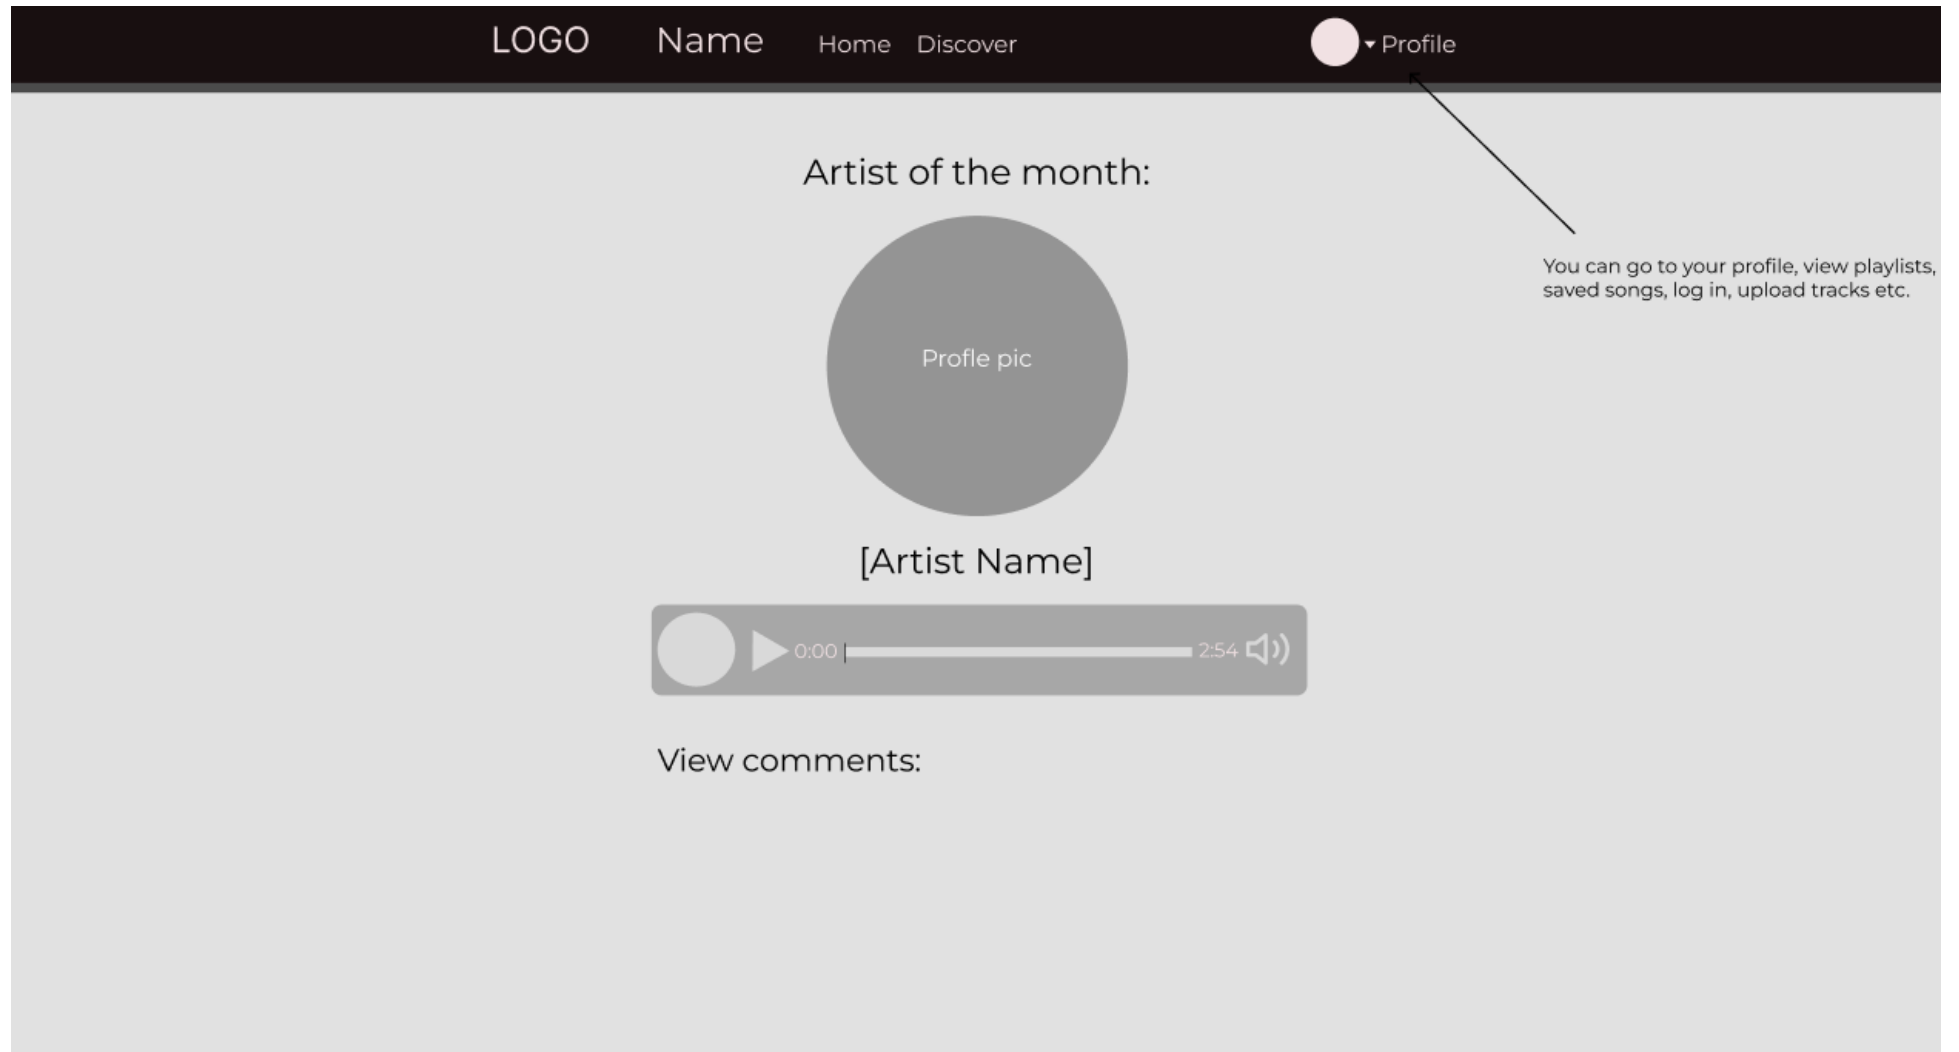 LOGO Name Home Discover Profile
Artist of the month:
You can go to your profile, view playlists,
saved songs, log in, upload tracks etc.
Profle pic
[Artist Name]
0:00 2:54
View comments: